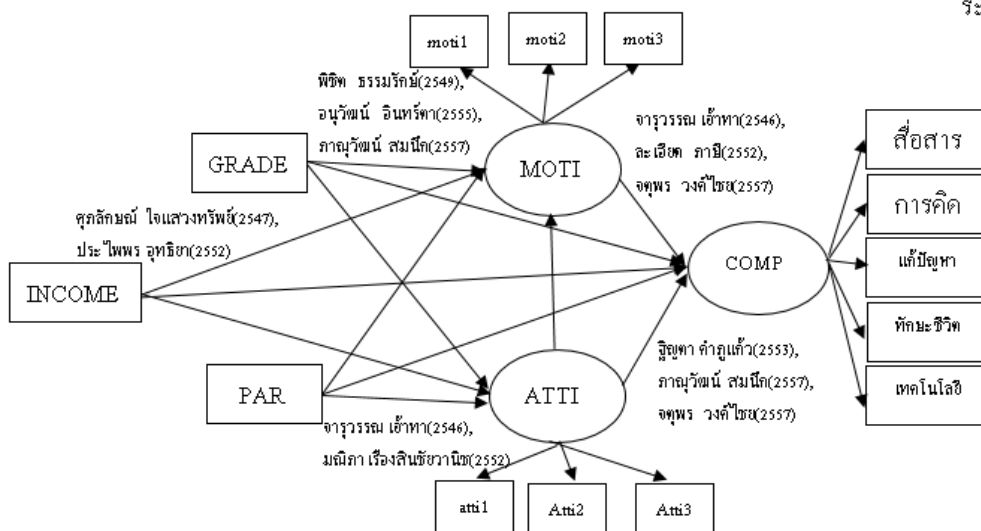 ระ
moti1
moti2
moti3
พิชิต ธรรมรักษ์(2549),
อนุวัฒน์ อินทร์ตา(2555),
ภาณุวัฒน์ สมนึก(2557)
จารุวรรณ เอ้าทา(2546),
ละเอียด ภามี(2552),
จตุพร วงค์ไชย(2557)
สื่อสาร
GRADE
MOTI
การคิด
ศุภลักษณ์ ใจแสวงทรัพย์(2547),
ประไพพร อุทธิยา(2552)
แก้ปัญหา
COMP
INCOME
ทักษะชีวิต
ฐิญตา คำภูแก้ว(2553),
ภาณุวัฒน์ สมนึก(2557),
จตุพร วงค์ไชย(2557)
PAR
ATTI
เทคโนโลยี
จารุวรรณ เอ้าทา(2546),
มณิภา เรืองสินชัยวานิช(2552)
atti1
Atti2
Atti3